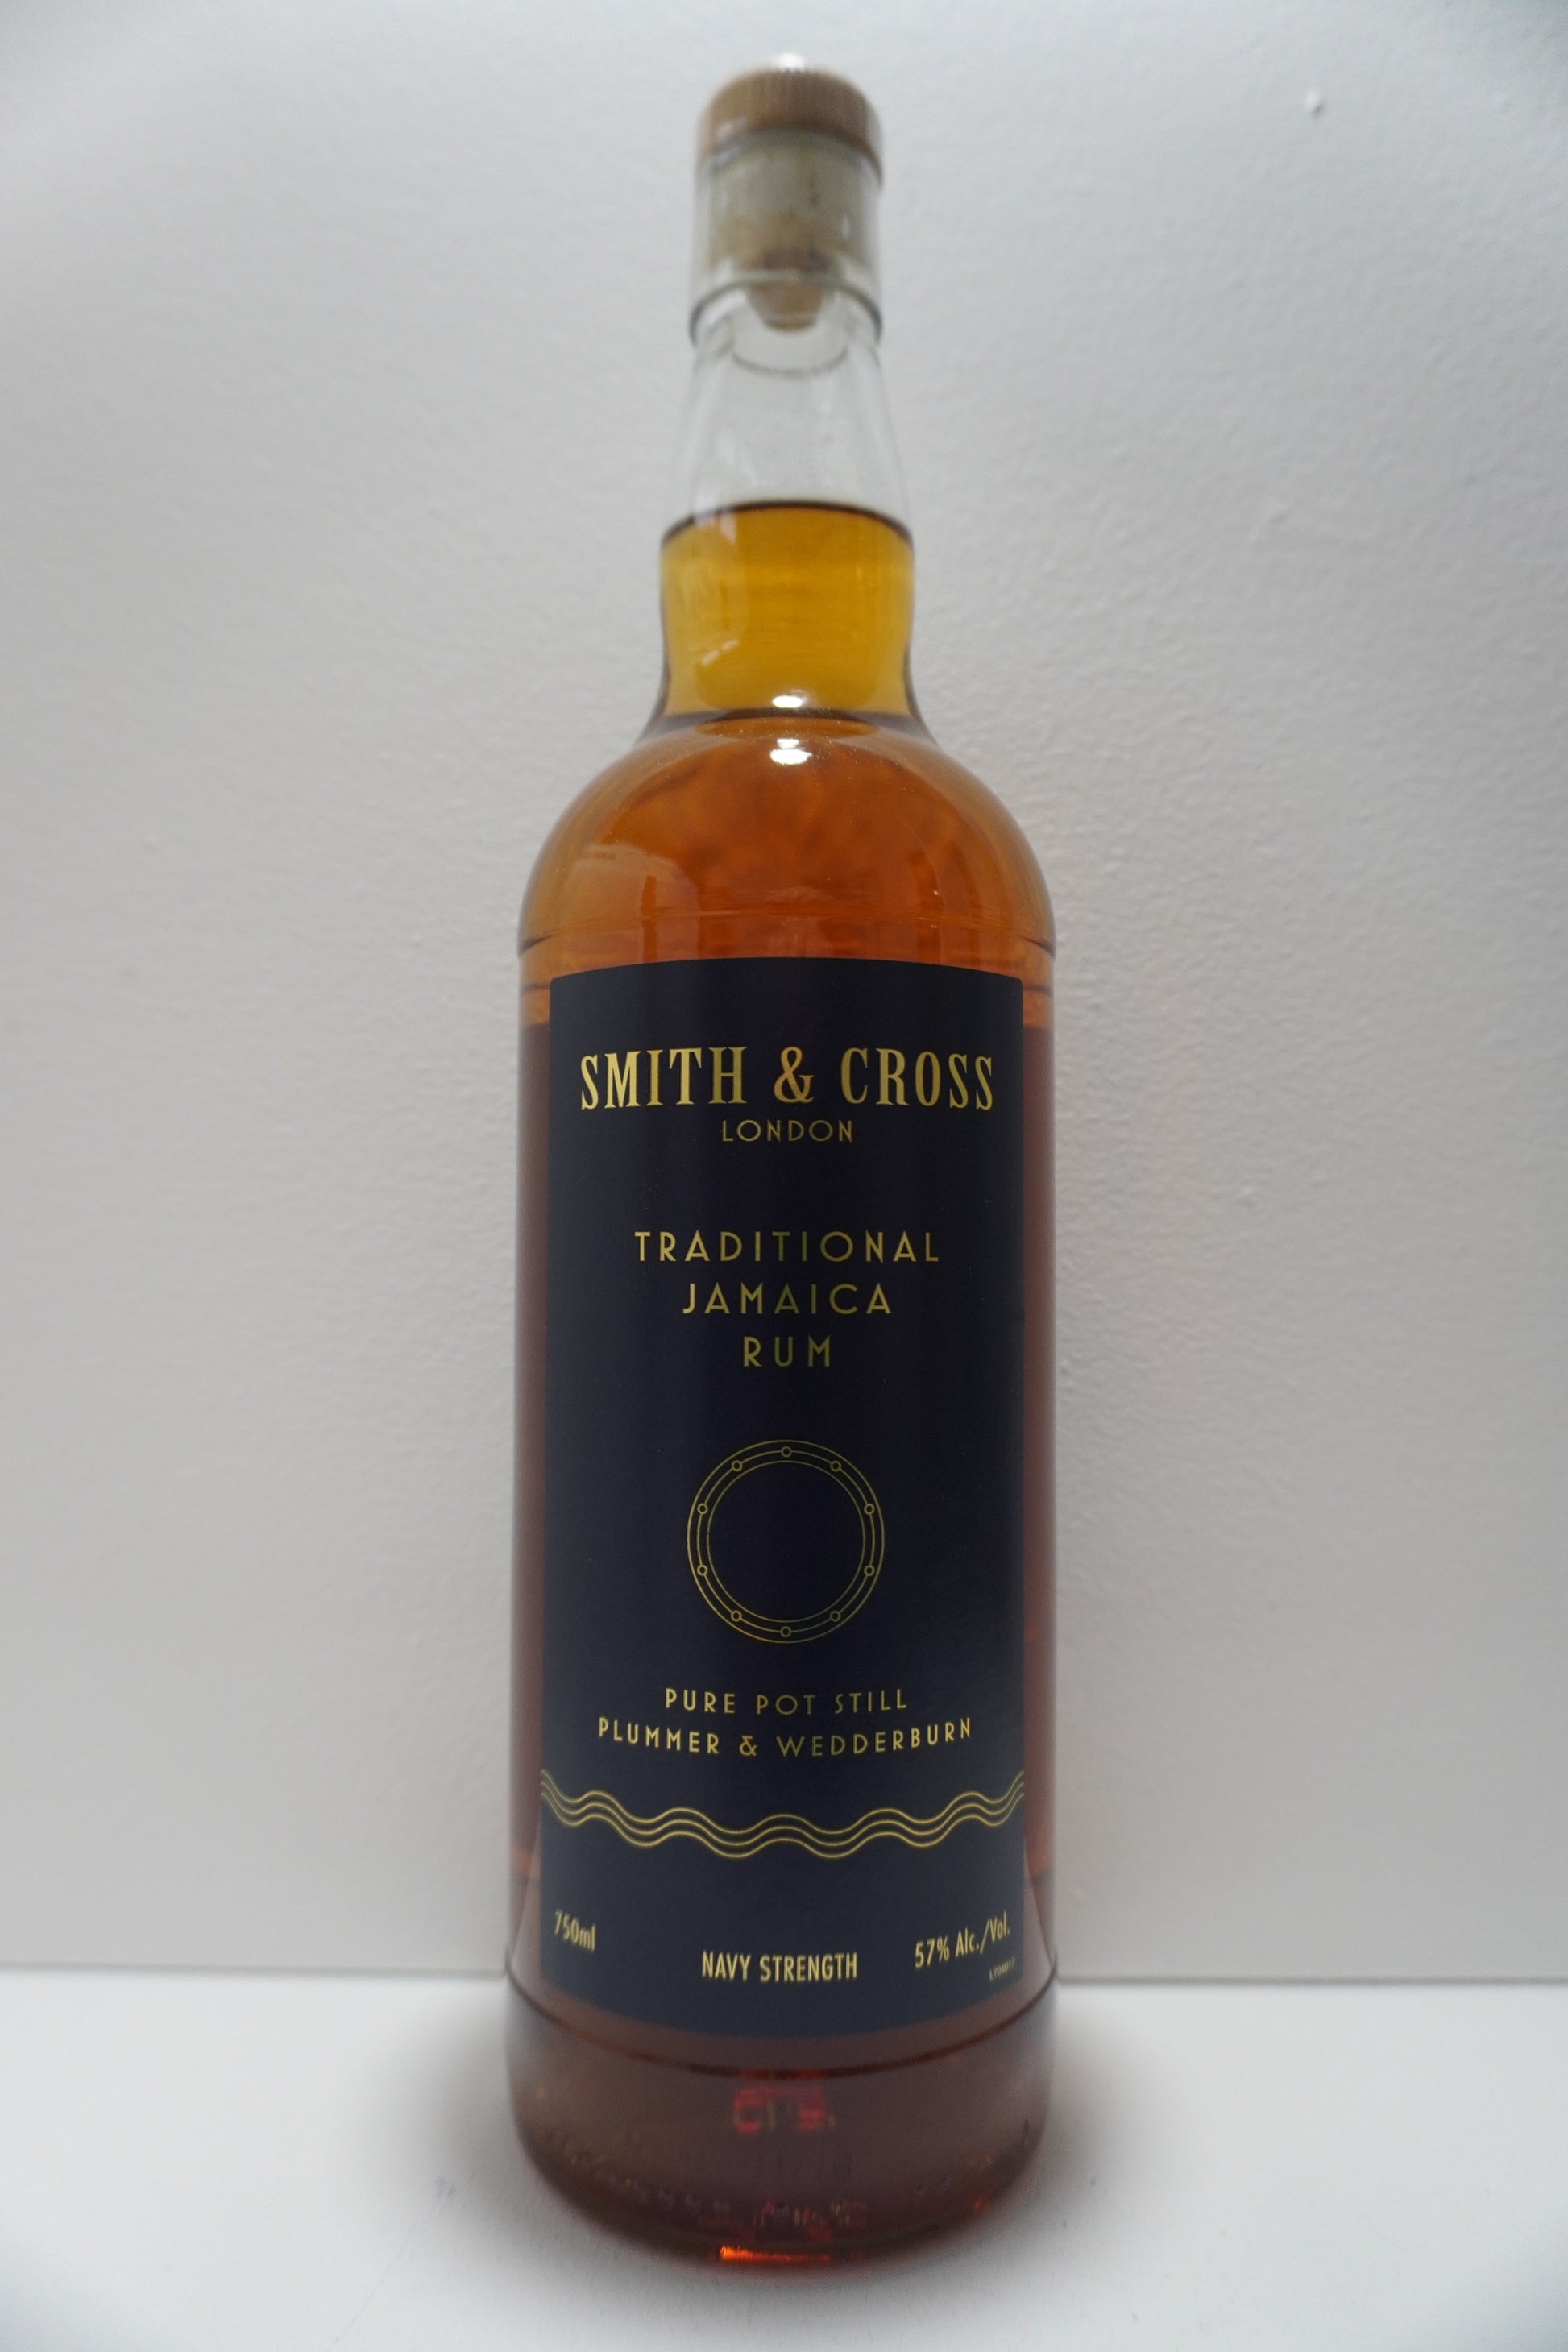 SMITH & CROSS
LONDON
TRADITIONAL
JAMAICA
RUM
PURE POT STILL
PLUMMER & WEDDERBURN
750ml
NAVY STRENGTH
57% Alc./Vol.